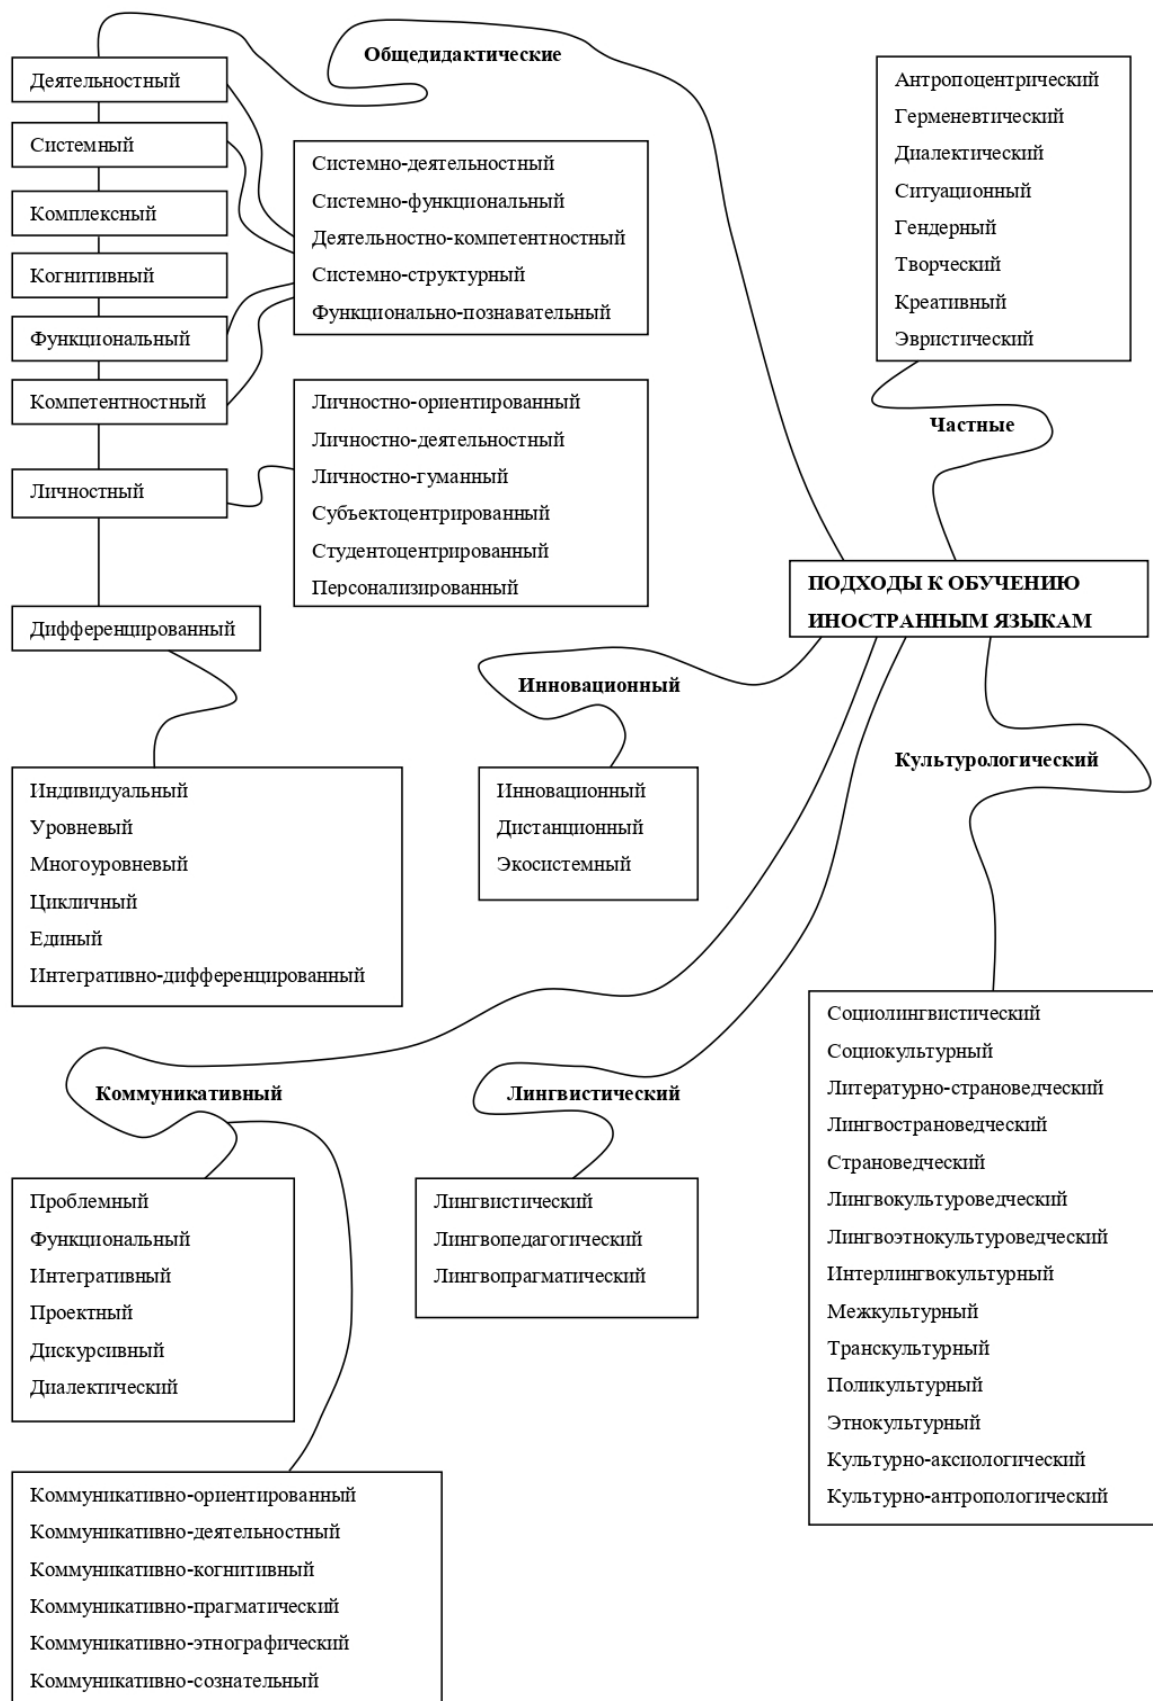 Общедидактические
Деятельностный
Системный
Комплексный
Когнитивный
Функциональный
Компетентностный
Личностный
Дифференцированный
Системно-деятельностный
Системно-функциональный
Деятельностно-компетентностный
Системно-структурный
Функционально-познавательный
Личностно-ориентированный
Личностно-деятельностный
Личностно-гуманный
Субъектоцентрированный
Студентоцентрированный
Персонализированный
Индивидуальный
Уровневый
Многоуровневый
Цикличный
Единый
Интегративно-дифференцированный
Антропоцентрический
Герменевтический
Диалектический
Ситуационный
Гендерный
Творческий
Креативный
Эвристический
Частные
ПОДХОДЫ К ОБУЧЕНИЮ
ИНОСТРАННЫМ ЯЗЫКАМ
Инновационный
Инновационный
Дистанционный
Экосистемный
Культурологический
Социолингвистический
Социокультурный
Литературно-страноведческий
Лингвострановедческий
Страноведческий
Лингвокультуроведческий
Лингвоэтнокультуроведческий
Интерлингвокультурный
Межкультурный
Транскультурный
Поликультурный
Этнокультурный
Культурно-аксиологический
Культурно-антропологический
Коммуникативный
Проблемный
Функциональный
Интегративный
Проектный
Дискурсивный
Диалектический
Коммуникативно-ориентированный
Коммуникативно-деятельностный
Коммуникативно-когнитивный
Коммуникативно-прагматический
Коммуникативно-этнографический
Коммуникативно-сознательный
Лингвистический
Лингвистический
Лингвопедагогический
Лингвопрагматический